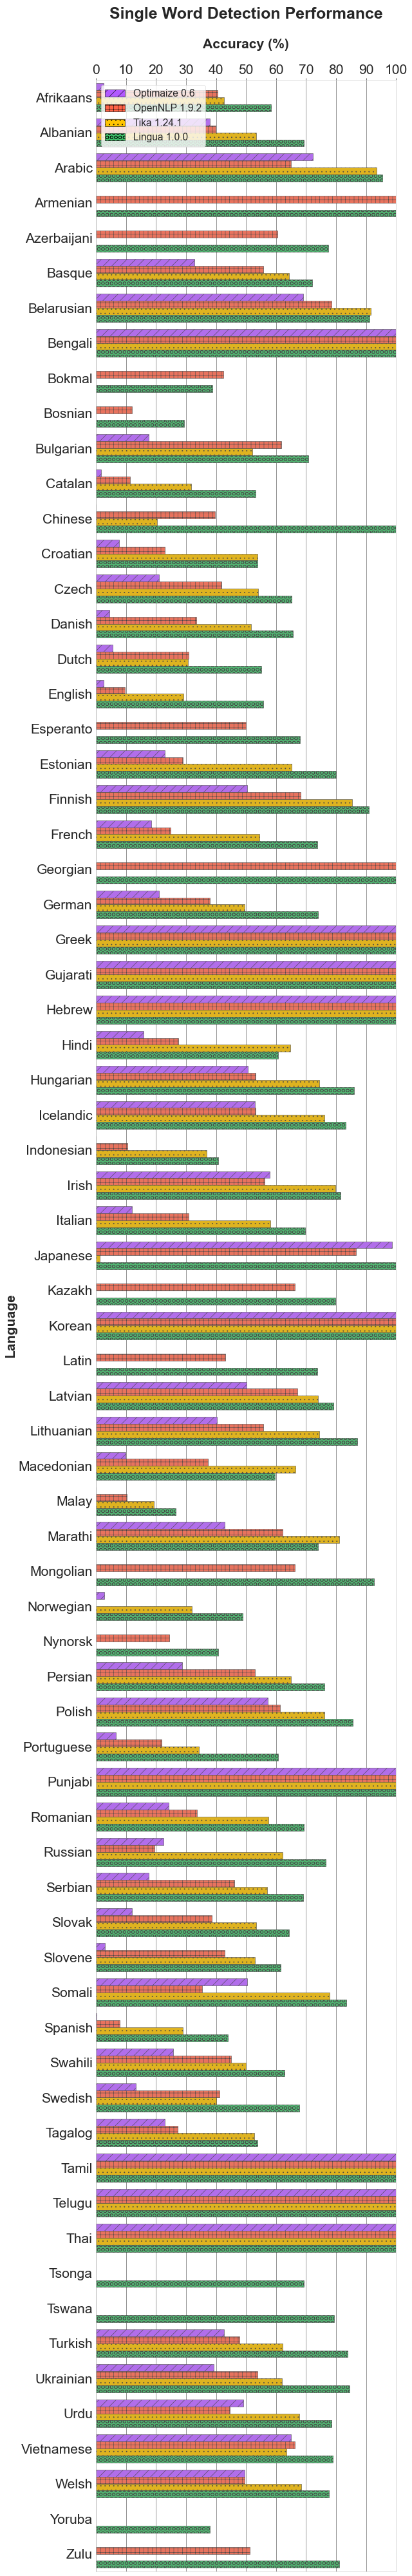 Single Word Detection Performance
Accuracy (%)
0 10 20 30 40 50 60 70 80 90 100
Optimaize 0.6
OpenNLP 1.9.2
Tika 1.24.1
Lingua 1.0.0
Language
Afrikaans
Albanian
Arabic
Armenian
Azerbaijani
Basque
Belarusian
Bengali
Bokmal
Bosnian
Bulgarian
Catalan
Chinese
Croatian
Czech
Danish
Dutch
English
Esperanto
Estonian
Finnish
French
Georgian
German
Greek
Gujarati
Hebrew
Hindi
Hungarian
Icelandic
Indonesian
Irish
Italian
Japanese
Kazakh
Korean
Latin
Latvian
Lithuanian
Macedonian
Malay
Marathi
Mongolian
Norwegian
Nynorsk
Persian
Polish
Portuguese
Punjabi
Romanian
Russian
Serbian
Slovak
Slovene
Somali
Spanish
Swahili
Swedish
Tagalog
Tamil
Telugu
Thai
Tsonga
Tswana
Turkish
Ukrainian
Urdu
Vietnamese
Welsh
Yoruba
Zulu